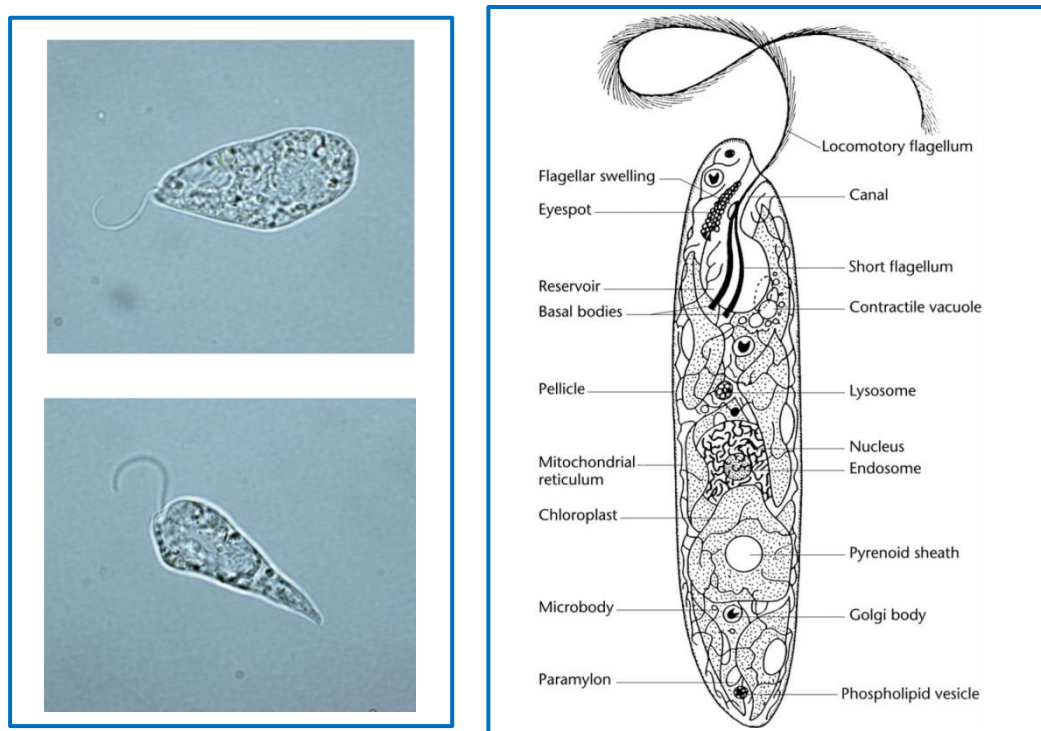 Locomotory flagellum
Flagellar swelling
Canal
Eyespot
Short flagellum
Reservoir
Contractile vacuole
Basal bodies
Pellicle
Lysosome
Nucleus
Mitochondrial
reticulum
Endosome
Chloroplast
Pyrenoid sheath
Microbody
Golgi body
Paramylon
Phospholipid vesicle